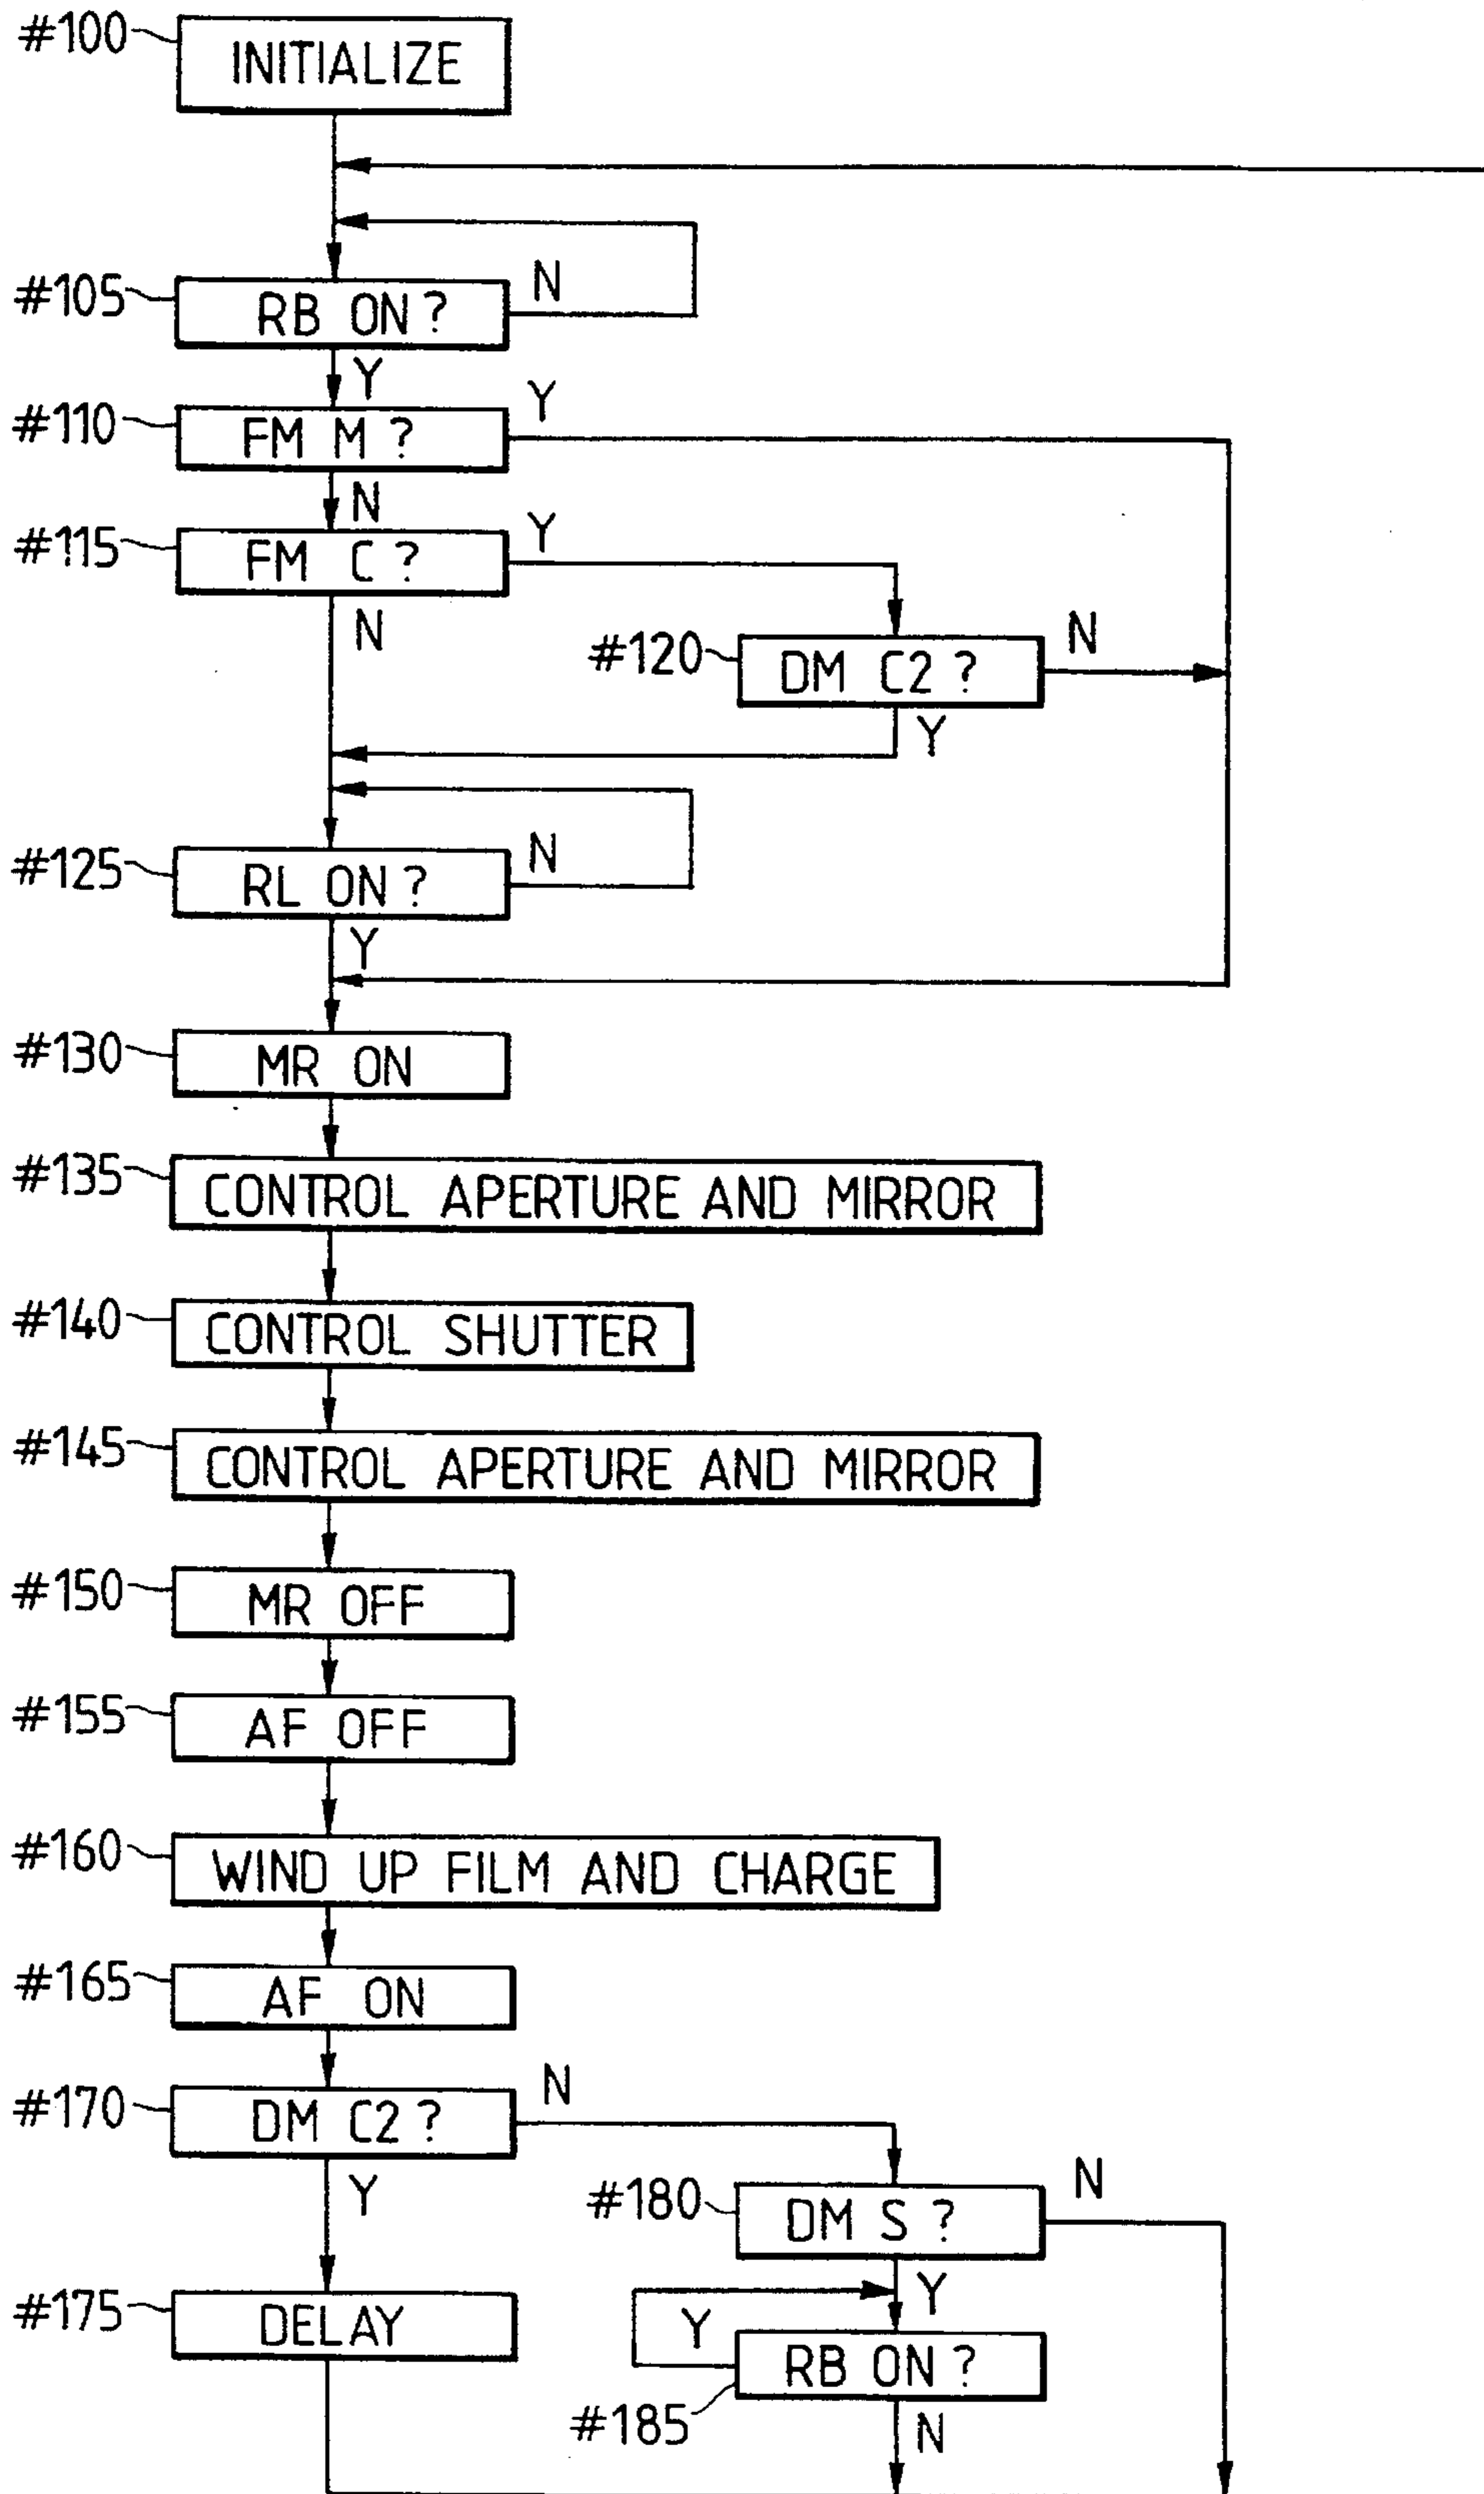 #100
INITIALIZE
#105
RB ON?
N
Y
#110
FM M?
Y
N
#115
FM C?
Y
N
#120
DM C2?
N
Y
#125
RL ON?
N
Y
#130
MR ON
#135
CONTROL APERTURE AND MIRROR
#140
CONTROL SHUTTER
#145
CONTROL APERTURE AND MIRROR
#150
MR OFF
#155
AF OFF
#160
WIND UP FILM AND CHARGE
#165
AF ON
#170
DM C2?
N
Y
#180
DM S?
N
Y
#175
DELAY
Y
RB ON?
#185
N